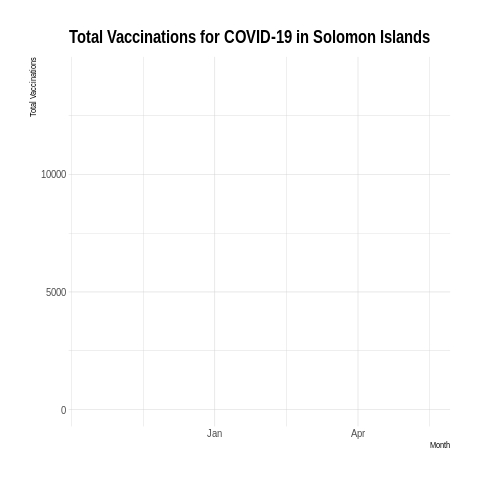 Total Vaccinations for COVID-19 in Solomon Islands
Total Vaccinations
10000
5000
0
Jan Apr
Month